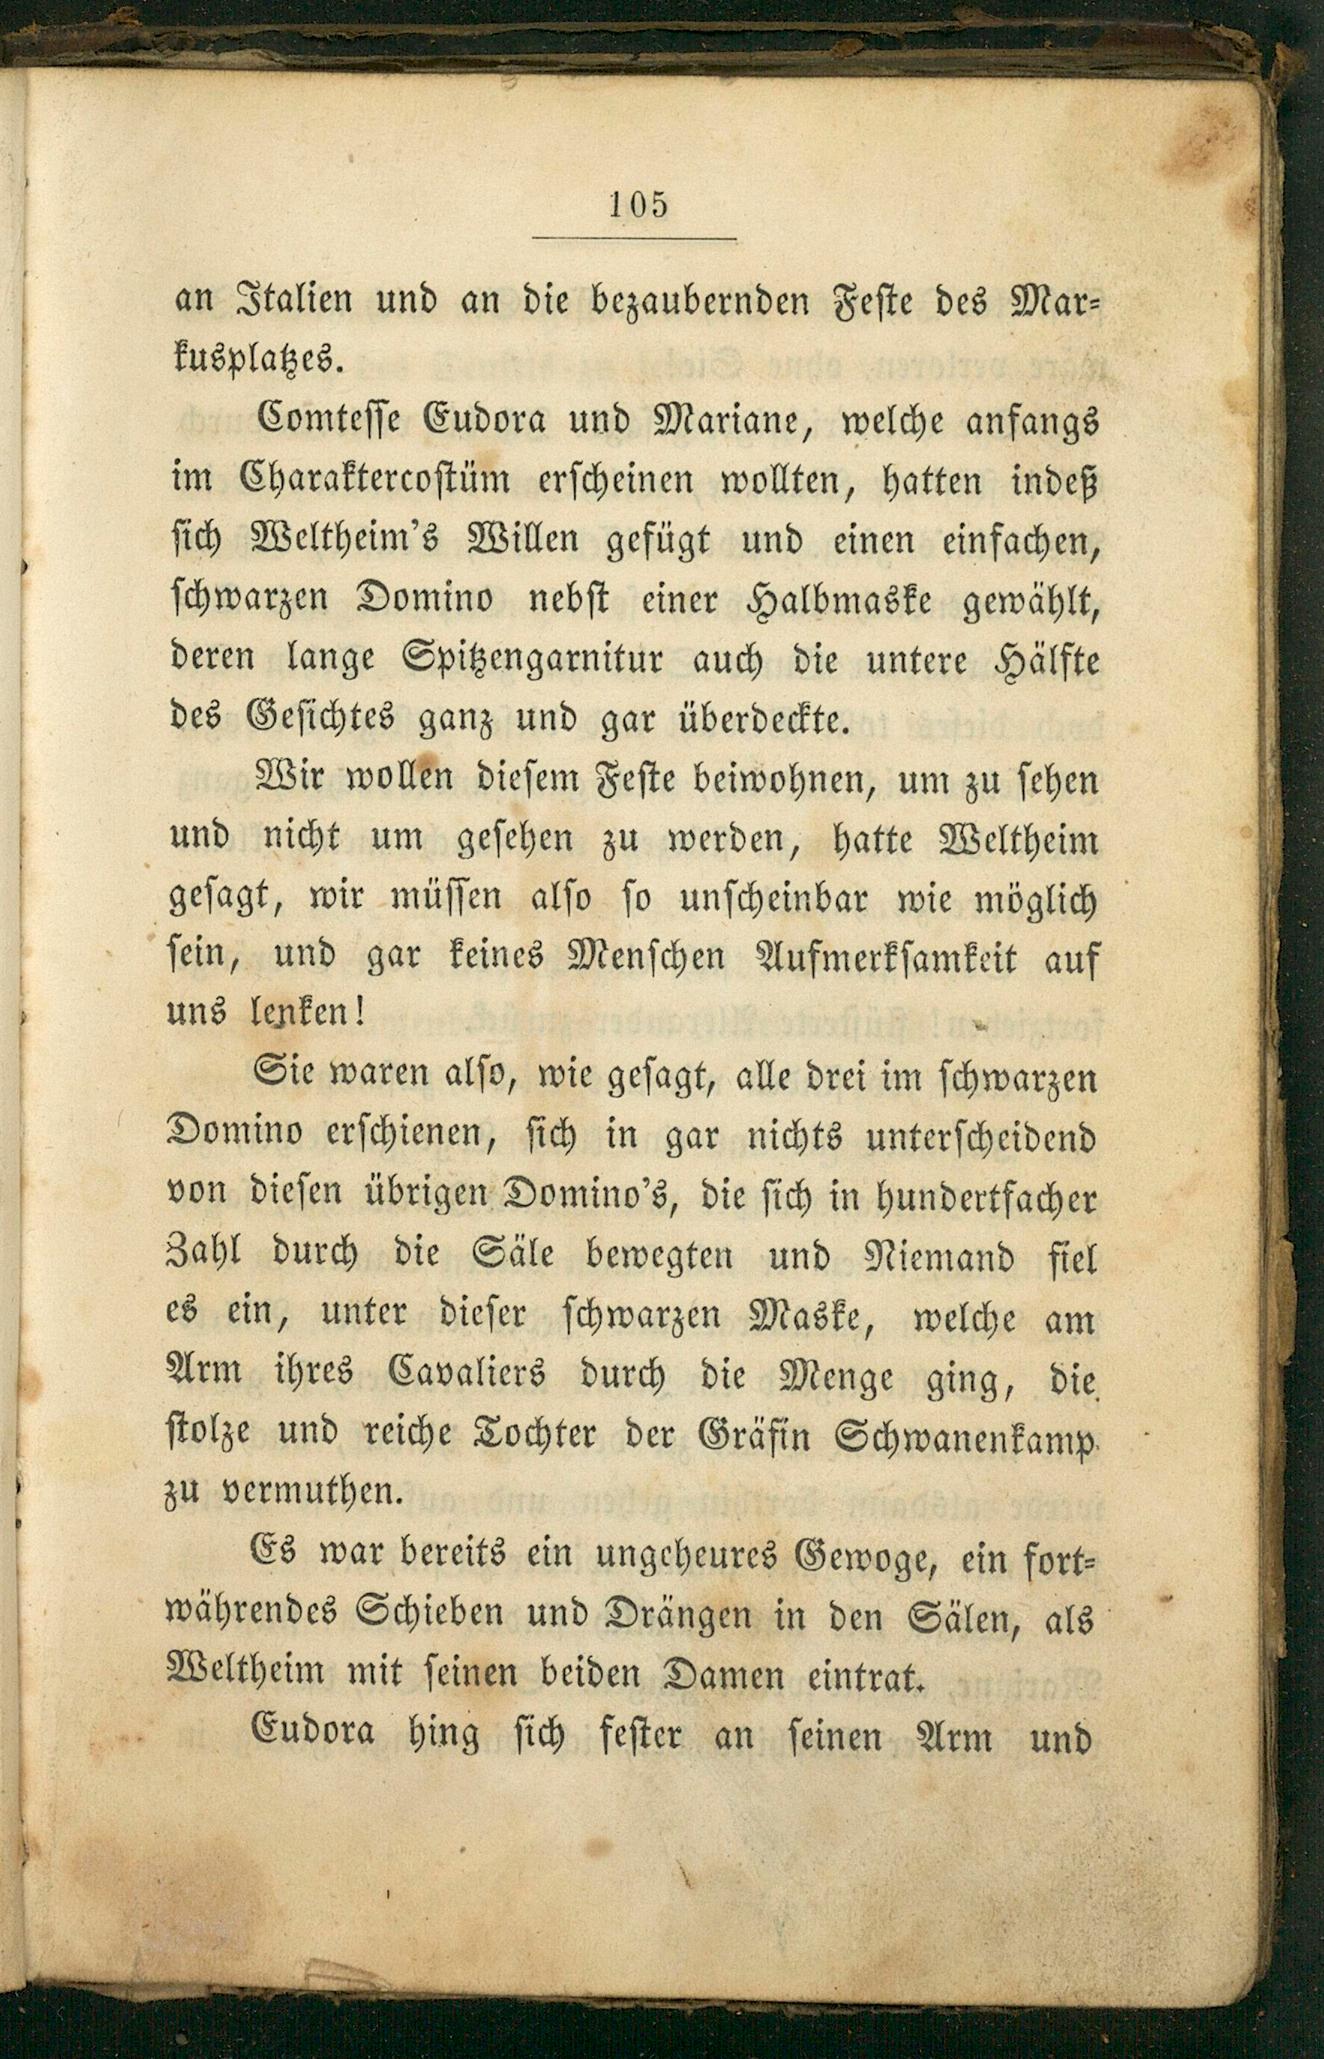 105
an Italien und an die bezaubernden Feste des Mar-
kusplatzes.
Comtesse Eudora und Mariane, welche anfangs
im Charaktercostüm erscheinen wollten, hatten indeß
sich Weltheim's Willen gefügt und einen einfachen,
schwarzen Domino nebst einer Halbmaske gewählt,
deren lange Spitzengarnitur auch die untere Hälfte
des Gesichtes ganz und gar überdeckte.
Wir wollen diesem Feste beiwohnen, um zu sehen
und nicht um gesehen zu werden, hatte Weltheim
gesagt, wir müssen also so unscheinbar wie möglich
sein, und gar keines Menschen Aufmerksamkeit auf
uns lenken!
Sie waren also, wie gesagt, alle drei im schwarzen
Domino erschienen, sich in gar nichts unterscheidend
von diesen übrigen Domino's, die sich in hundertfacher
Zahl durch die Säle bewegten und Niemand fiel
es ein, unter dieser schwarzen Maske, welche am
Arm ihres Cavaliers durch die Menge ging, die
stolze und reiche Tochter der Gräfin Schwanenkamp
zu vermuthen.
Es war bereits ein ungeheures Gewoge, ein fort-
währendes Schieben und Drängen in den Sälen, als
Weltheim mit seinen beiden Damen eintrat.
Eudora hing sich fester an seinen Arm und